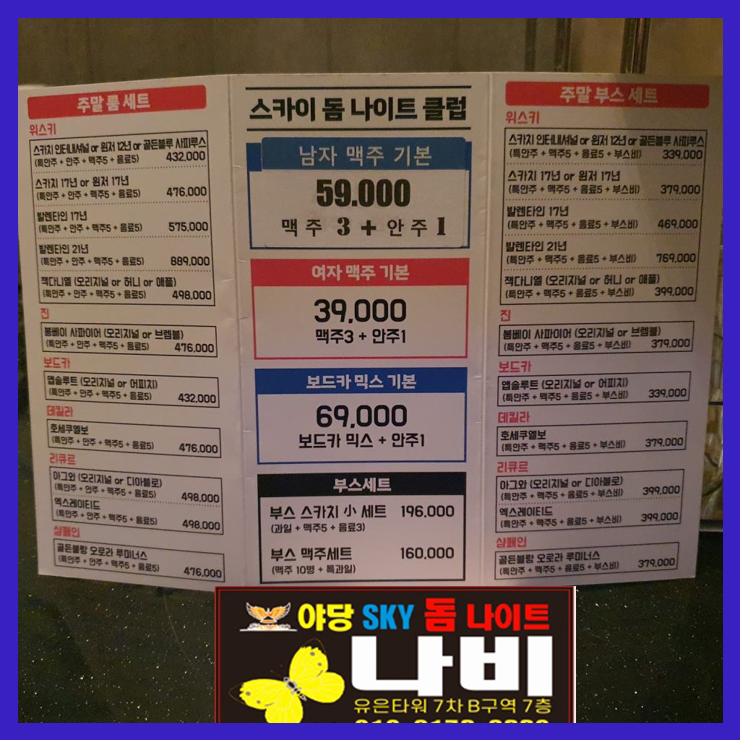 주말 룸 세트
위스키
스카치 인터내셔널 or 윈저 12년 or 골든블루 사피루스
(특안주 + 안주 + 맥주5 + 음료5) 432,000
스카치 17년 or 윈저 17년
(특안주 + 안주 + 맥주5 + 음료5) 476,000
발렌타인 17년
(특안주 + 안주 + 맥주5 + 음료5) 575,000
발렌타인 21년
(특안주 + 안주 + 맥주5 + 음료5) 889,000
잭다니엘 (오리지널 or 허니 or 애플)
(특안주 + 안주 + 맥주5 + 음료5) 498,000
진
봄베이 사파이어 (오리지널 or 브렘블)
(특안주 + 안주 + 맥주5 + 음료5) 476,000
보드카
앱솔루트 (오리지널 or 어피치)
(특안주 + 안주 + 맥주5 + 음료5) 432,000
데킬라
호세쿠엘보
(특안주 + 안주 + 맥주5 + 음료5) 476,000
리큐르
아그와 (오리지널 or 디아블로)
(특안주 + 안주 + 맥주5 + 음료5) 498,000
엑스레이티드
(특안주 + 안주 + 맥주5 + 음료5) 498,000
샴페인
골든블랑 오로라 루미너스
(특안주 + 안주 + 맥주5 + 음료5) 476,000
스카이 돔 나이트 클럽
남자 맥주 기본
59.000
맥주 3 + 안주 1
여자 맥주 기본
39,000
맥주3 + 안주1
보드카 믹스 기본
69,000
보드카 믹스 + 안주1
부스세트
부스 스카치 小 세트 196,000
(과일 + 맥주5 + 음료3)
부스 맥주세트 160,000
(맥주 10병 + 특과일)
주말 부스 세트
위스키
스카치 인터내셔널 or 윈저 12년 or 골든블루 사피루스
(특안주 + 맥주5 + 음료5 + 부스비) 339,000
스카치 17년 or 윈저 17년
(특안주 + 맥주5 + 음료5 + 부스비) 379,000
발렌타인 17년
(특안주 + 맥주5 + 음료5 + 부스비) 469,000
발렌타인 21년
(특안주 + 맥주5 + 음료5 + 부스비) 769,000
잭다니엘 (오리지널 or 허니 or 애플)
(특안주 + 맥주5 + 음료5 + 부스비) 399,000
진
봄베이 사파이어 (오리지널 or 브렘블)
(특안주 + 맥주5 + 음료5 + 부스비) 379,000
보드카
앱솔루트 (오리지널 or 어피치)
(특안주 + 맥주5 + 음료5 + 부스비) 339,000
데킬라
호세쿠엘보
(특안주 + 맥주5 + 음료5 + 부스비) 379,000
리큐르
아그와 (오리지널 or 디아블로)
(특안주 + 맥주5 + 음료5 + 부스비) 399,000
엑스레이티드
(특안주 + 맥주5 + 음료5 + 부스비) 399,000
샴페인
골든블랑 오로라 루미너스
(특안주 + 맥주5 + 음료5 + 부스비) 379,000
야당 SKY 돔 나이트
나비
유은타워 7차 B구역 7층